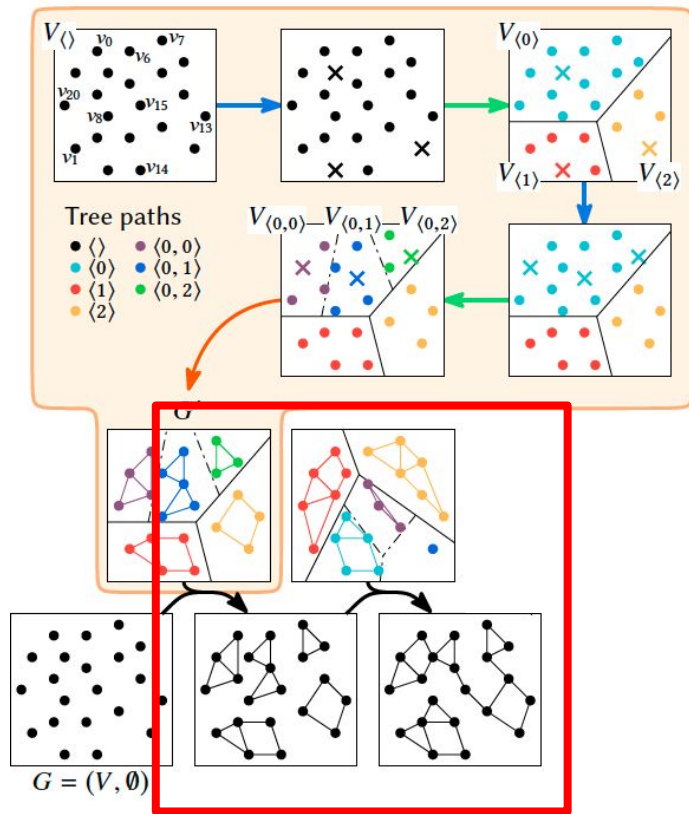 V⟨⟩ v₀ v₇
v₆
v₂₀ v₁₅
v₈ v₁₃
v₁
v₁₄
V⟨0⟩
V⟨1⟩ V⟨2⟩
Tree paths
⟨⟩ ⟨0, 0⟩
⟨0⟩ ⟨0, 1⟩
⟨1⟩ ⟨0, 2⟩
⟨2⟩
V⟨0,0⟩ V⟨0,1⟩ V⟨0,2⟩
G = (V, ∅)